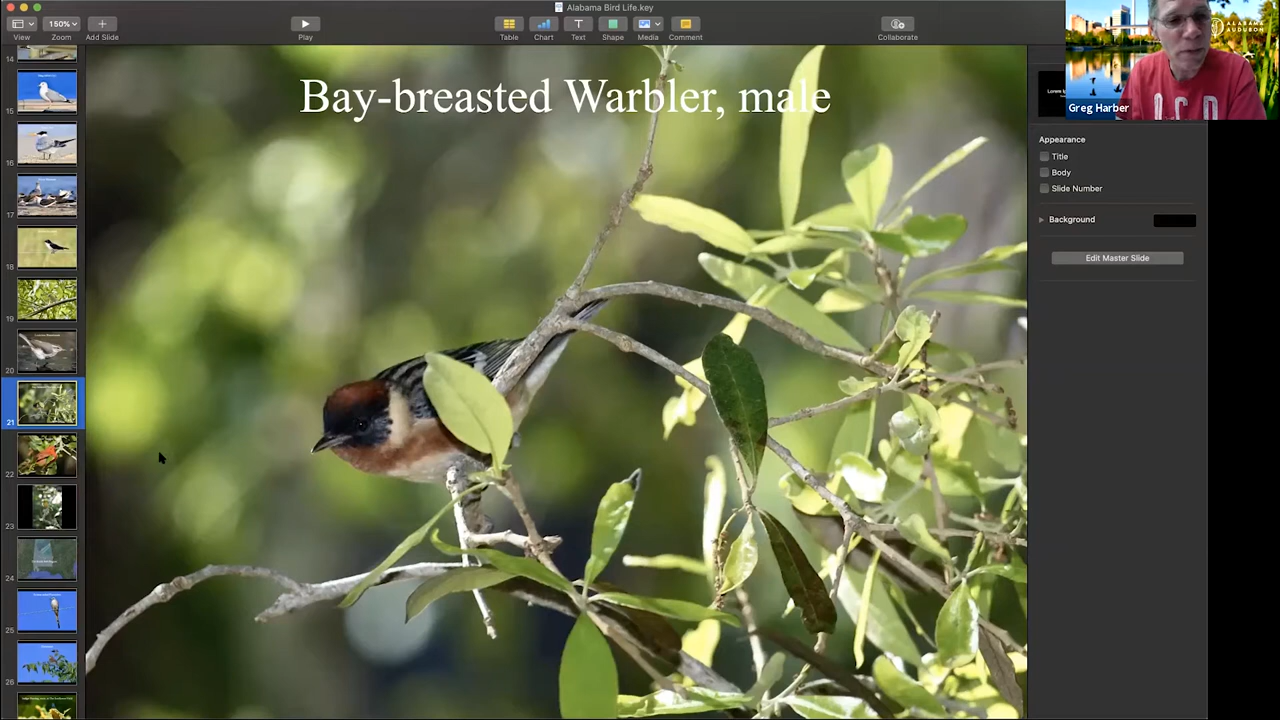 Alabama Bird Life.key
150%
View
Zoom
Add Slide
Play
Table
Chart
Text
Shape
Media
Comment
Collaborate
ALABAMA
AUDUBON
Greg Harber
Bay-breasted Warbler, male
Appearance
Title
Body
Slide Number
Background
Edit Master Slide
14
15
16
17
18
19
20
21
22
23
24
25
26